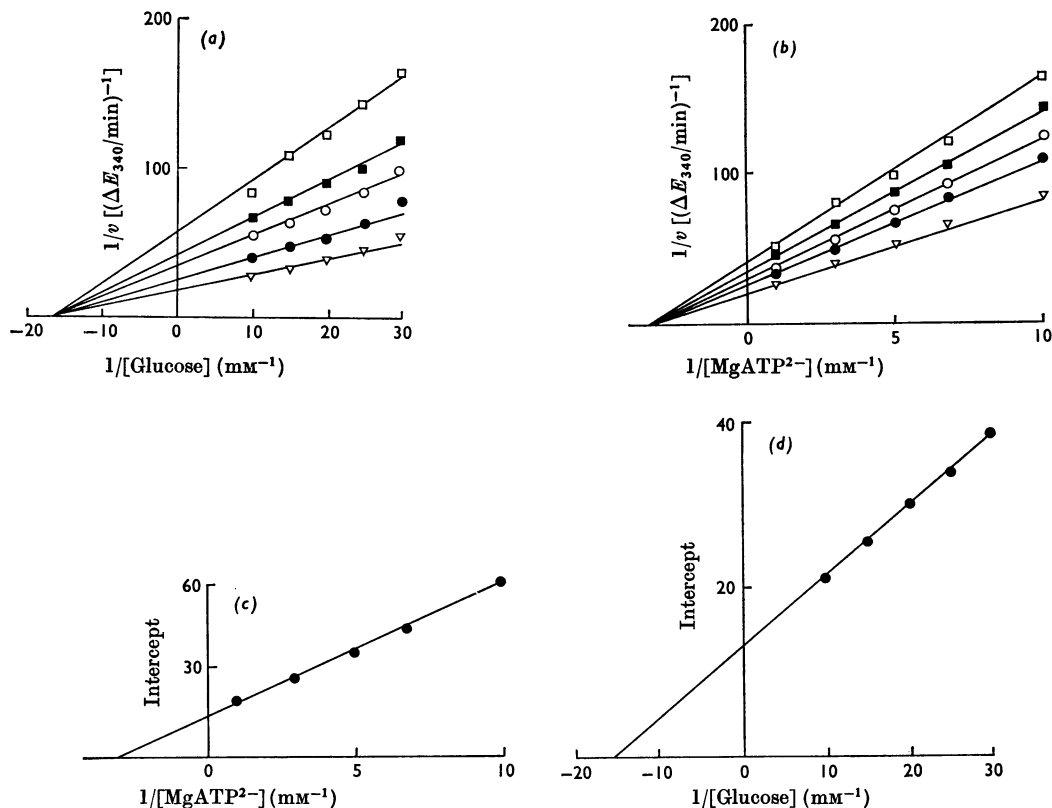 (a)
200
100
1/v [(ΔE₃₄₀/min)⁻¹]
−20 −10 0 10 20 30
1/[Glucose] (mM⁻¹)
(b)
200
100
1/v [(ΔE₃₄₀/min)⁻¹]
0 5 10
1/[MgATP²⁻] (mM⁻¹)
(c)
60
30
Intercept
0 5 10
1/[MgATP²⁻] (mM⁻¹)
(d)
40
20
Intercept
−20 −10 0 10 20 30
1/[Glucose] (mM⁻¹)